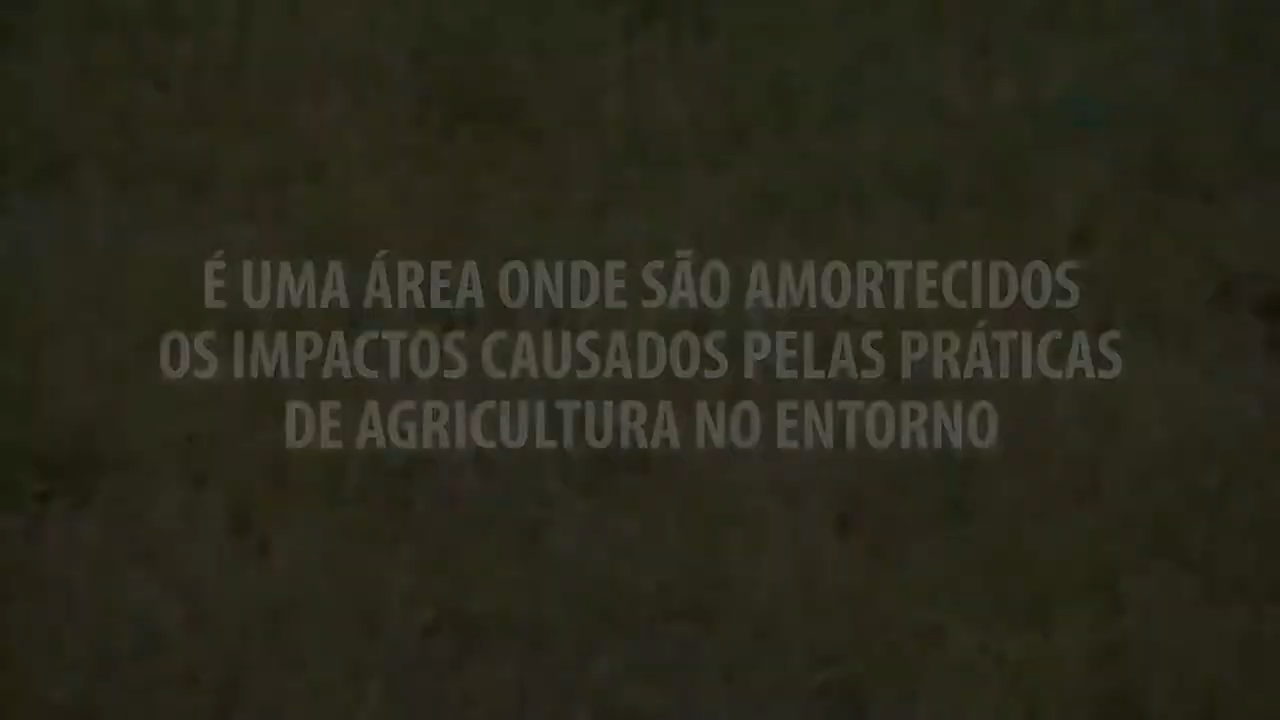 É UMA ÁREA ONDE SÃO AMORTECIDOS
OS IMPACTOS CAUSADOS PELAS PRÁTICAS
DE AGRICULTURA NO ENTORNO